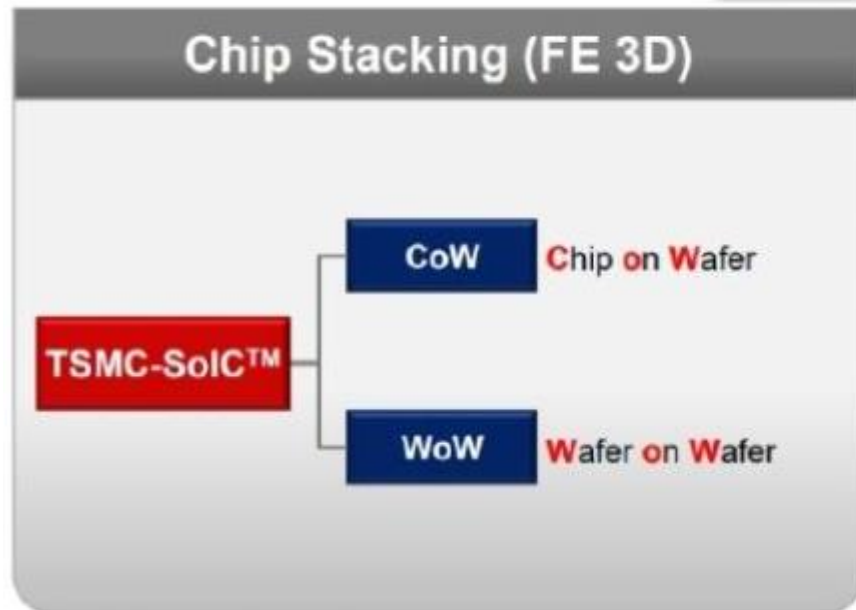 Chip Stacking (FE 3D)
CoW
Chip on Wafer
TSMC-SoIC™
WoW
Wafer on Wafer